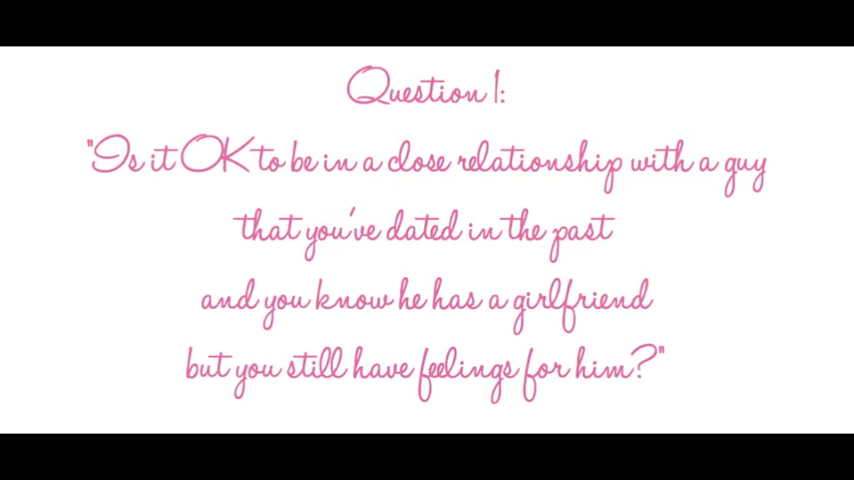 Question 1:
"Is it OK to be in a close relationship with a guy
that you've dated in the past
and you know he has a girlfriend
but you still have feelings for him?"